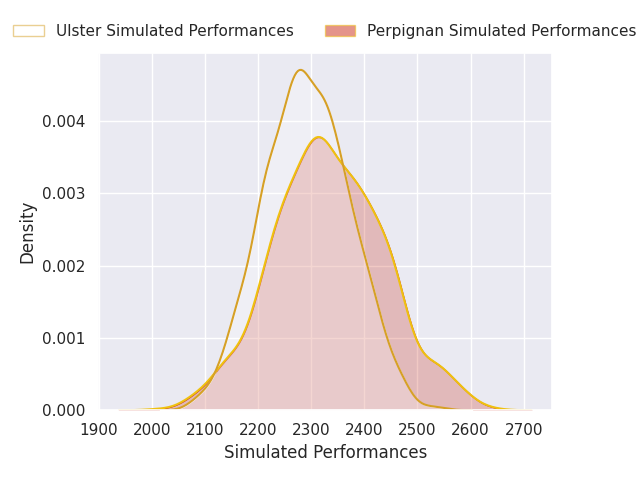 Ulster Simulated Performances
Perpignan Simulated Performances
0.004
0.003
0.002
0.001
0.000
Density
1900 2000 2100 2200 2300 2400 2500 2600 2700
Simulated Performances